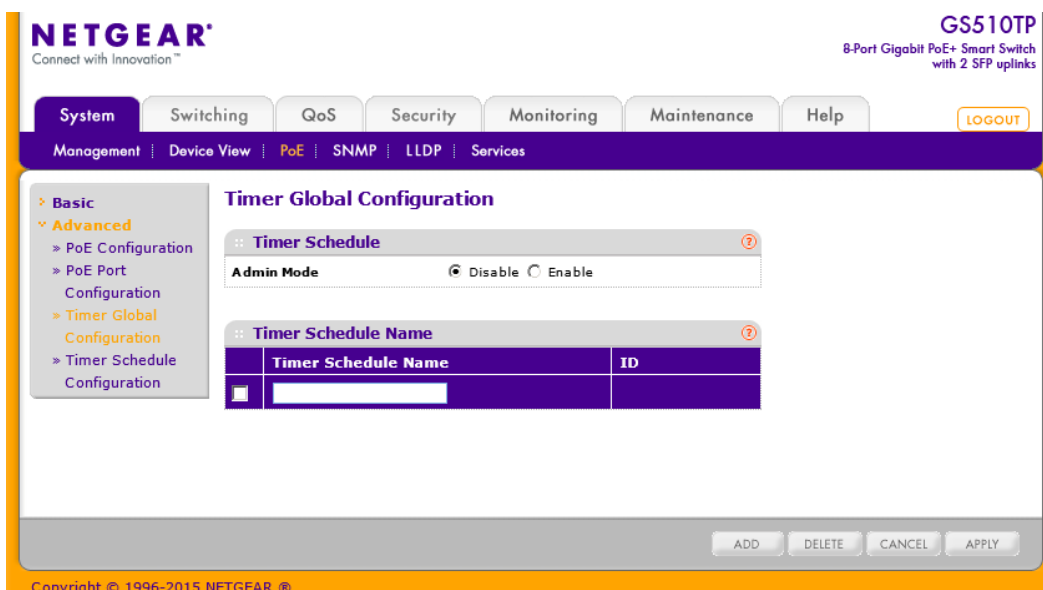 NETGEAR®
Connect with Innovation™
GS510TP
8-Port Gigabit PoE+ Smart Switch
with 2 SFP uplinks
System
Switching
QoS
Security
Monitoring
Maintenance
Help
LOGOUT
Management
Device View
PoE
SNMP
LLDP
Services
Basic
Advanced
» PoE Configuration
» PoE Port
Configuration
» Timer Global
Configuration
» Timer Schedule
Configuration
Timer Global Configuration
Timer Schedule
?
Admin Mode
Disable
Enable
Timer Schedule Name
?
Timer Schedule Name
ID
ADD
DELETE
CANCEL
APPLY
Copyright © 1996-2015 NETGEAR ®